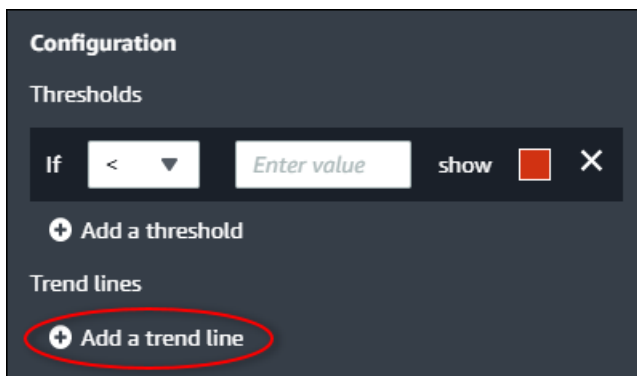 Configuration
Thresholds
If < Enter value show
Add a threshold
Trend lines
Add a trend line